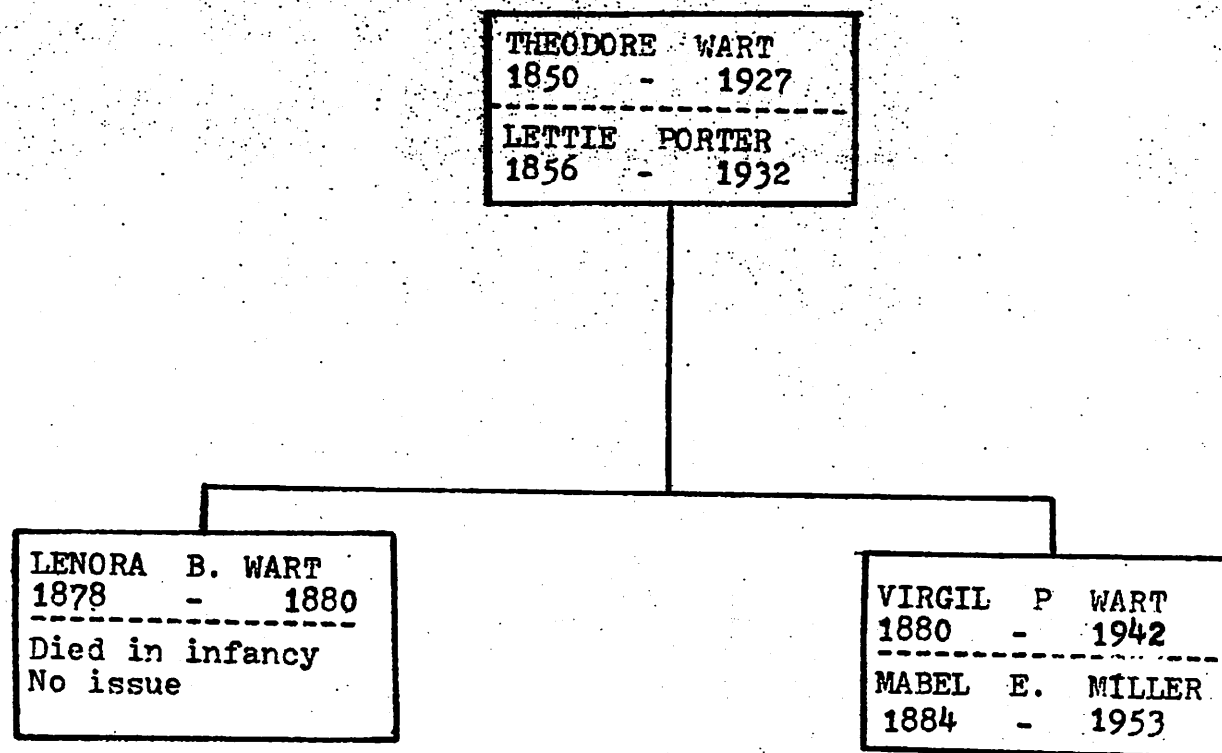 THEODORE WART
1850 - 1927
LETTIE PORTER
1856 - 1932
LENORA B. WART
1878 - 1880
Died in infancy
No issue
VIRGIL P WART
1880 - 1942
MABEL E. MILLER
1884 - 1953